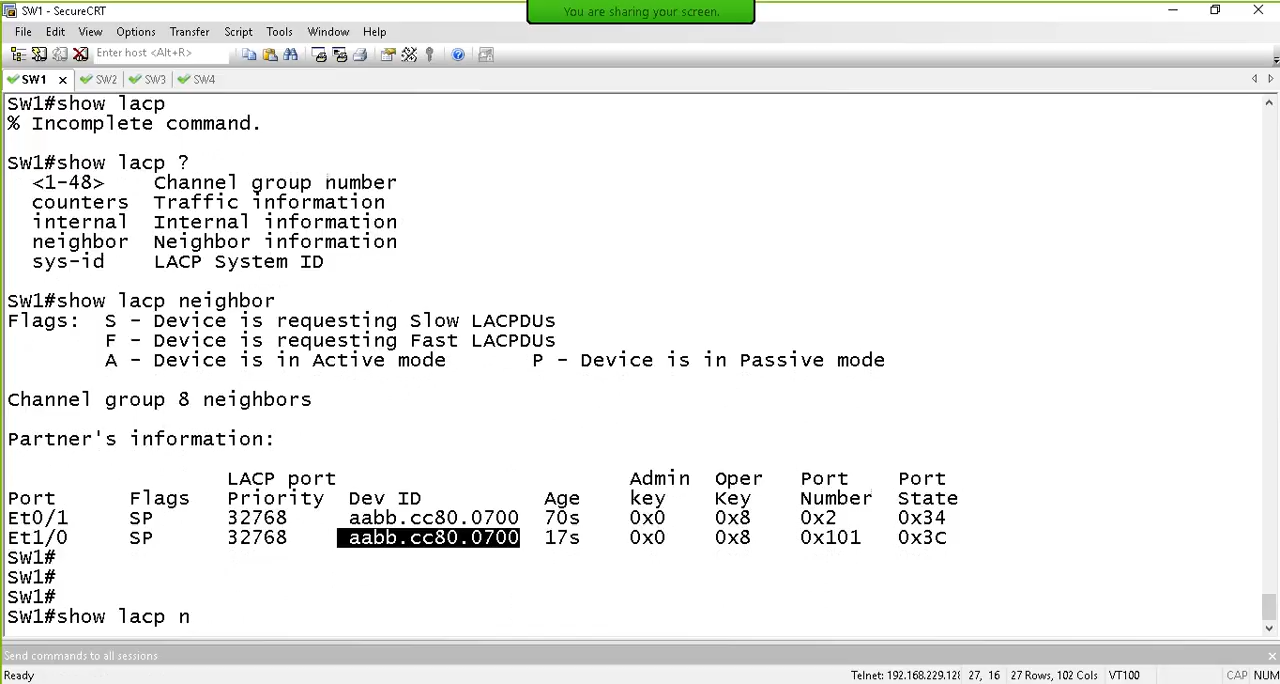 You are sharing your screen.
SW1 - SecureCRT
File Edit View Options Transfer Script Tools Window Help
Enter host <Alt+R>
SW1 SW2 SW3 SW4
SW1#show lacp
% Incomplete command.
SW1#show lacp ?
<1-48> Channel group number
counters Traffic information
internal Internal information
neighbor Neighbor information
sys-id LACP System ID
SW1#show lacp neighbor
Flags: S - Device is requesting Slow LACPDUs
F - Device is requesting Fast LACPDUs
A - Device is in Active mode P - Device is in Passive mode
Channel group 8 neighbors
Partner's information:
LACP port Admin Oper Port Port
Port Flags Priority Dev ID Age key Key Number State
Et0/1 SP 32768 aabb.cc80.0700 70s 0x0 0x8 0x2 0x34
Et1/0 SP 32768 aabb.cc80.0700 17s 0x0 0x8 0x101 0x3C
SW1#
SW1#
SW1#
SW1#show lacp n
Send commands to all sessions
Ready Telnet: 192.168.229.128 27, 16 27 Rows, 102 Cols VT100 CAP NUM